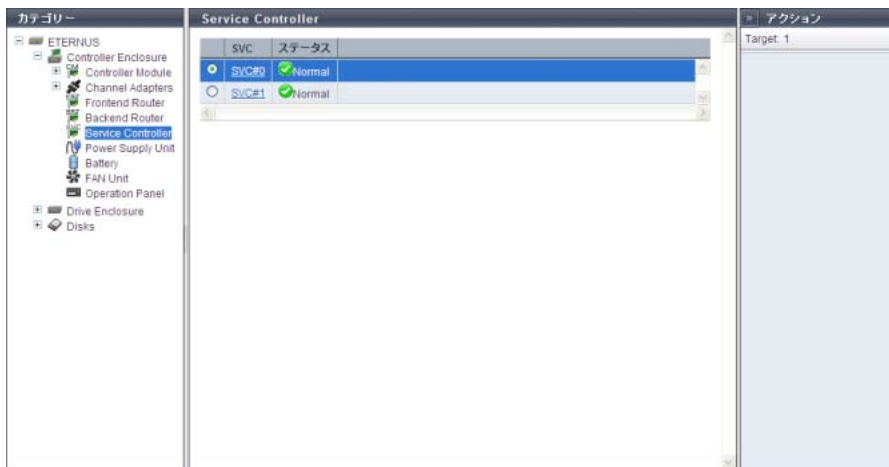 カテゴリー
ETERNUS
Controller Enclosure
Controller Module
Channel Adapters
Frontend Router
Backend Router
Service Controller
Power Supply Unit
Battery
FAN Unit
Operation Panel
Drive Enclosure
Disks
Service Controller
SVC ステータス
SVC#0 Normal
SVC#1 Normal
» アクション
Target: 1